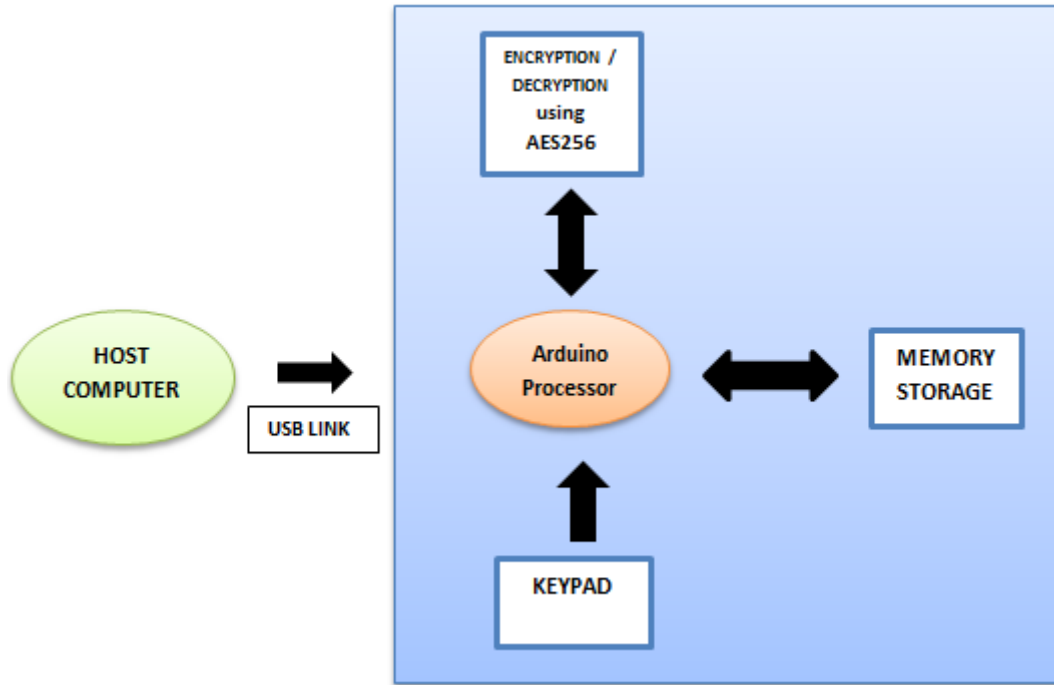 ENCRYPTION /
DECRYPTION
using
AES256
HOST
COMPUTER
USB LINK
Arduino
Processor
MEMORY
STORAGE
KEYPAD